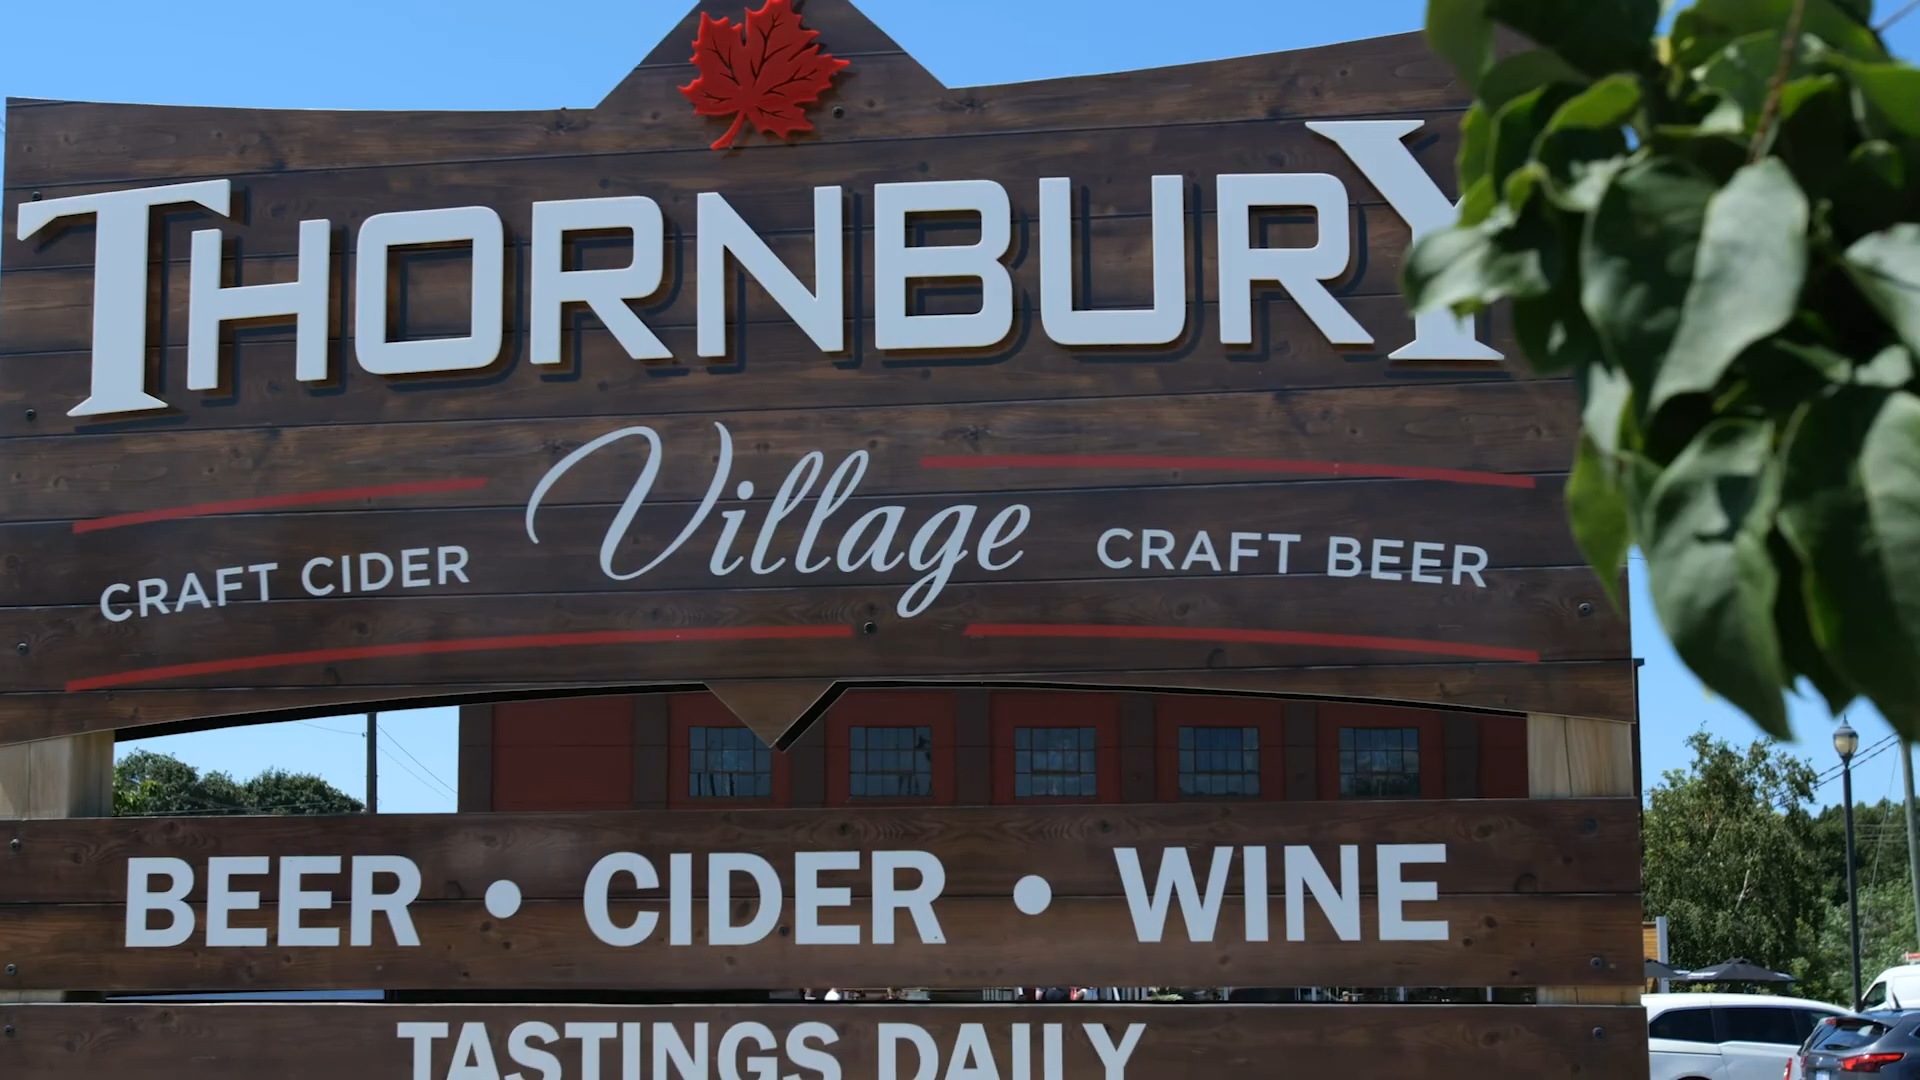 THORNBURY
Village
CRAFT CIDER
CRAFT BEER
BEER • CIDER • WINE
TASTINGS DAILY